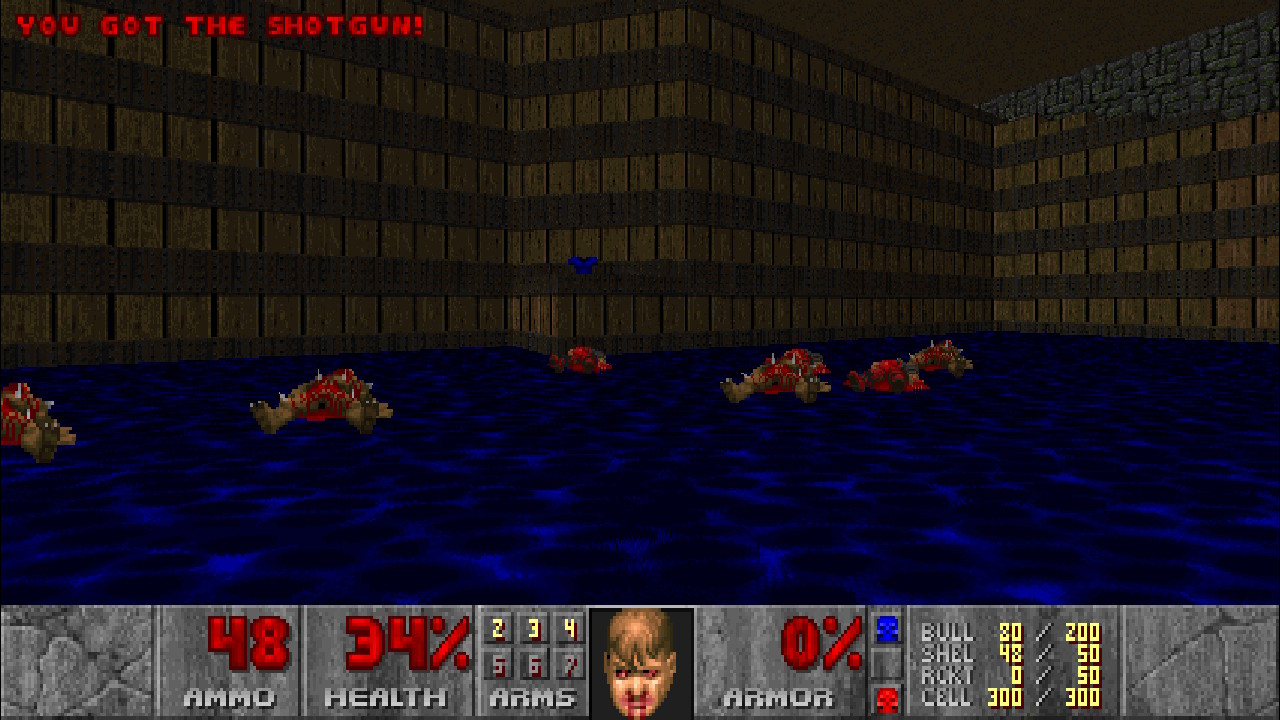 YOU GOT THE SHOTGUN!
48 34% 2 3 4 0% BULL 80 / 200
5 6 7 SHEL 48 / 50
RCKT 0 / 50
AMMO HEALTH ARMS ARMOR CELL 300 / 300